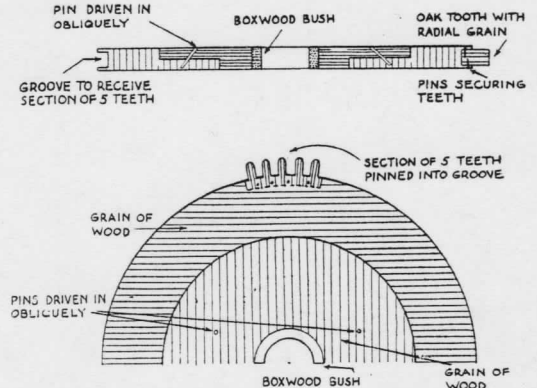 PIN DRIVEN IN
OBLIQUELY
BOXWOOD BUSH
OAK TOOTH WITH
RADIAL GRAIN
GROOVE TO RECEIVE
SECTION OF 5 TEETH
PINS SECURING
TEETH
SECTION OF 5 TEETH
PINNED INTO GROOVE
GRAIN OF
WOOD
PINS DRIVEN IN
OBLIQUELY
GRAIN OF
WOOD
BOXWOOD BUSH